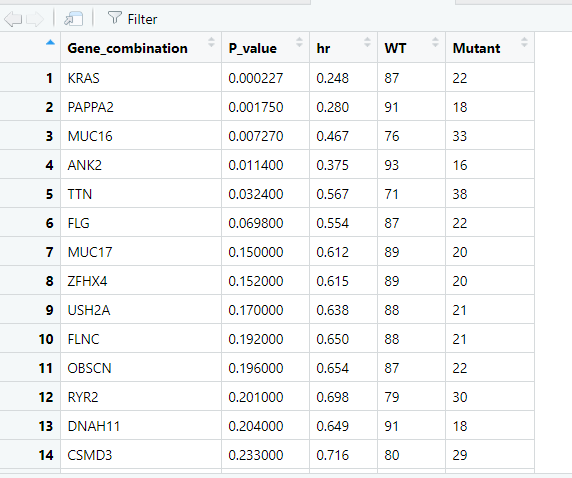 Filter
Gene_combination P_value hr WT Mutant
1 KRAS 0.000227 0.248 87 22
2 PAPPA2 0.001750 0.280 91 18
3 MUC16 0.007270 0.467 76 33
4 ANK2 0.011400 0.375 93 16
5 TTN 0.032400 0.567 71 38
6 FLG 0.069800 0.554 87 22
7 MUC17 0.150000 0.612 89 20
8 ZFHX4 0.152000 0.615 89 20
9 USH2A 0.170000 0.638 88 21
10 FLNC 0.192000 0.650 88 21
11 OBSCN 0.196000 0.654 87 22
12 RYR2 0.201000 0.698 79 30
13 DNAH11 0.204000 0.649 91 18
14 CSMD3 0.233000 0.716 80 29